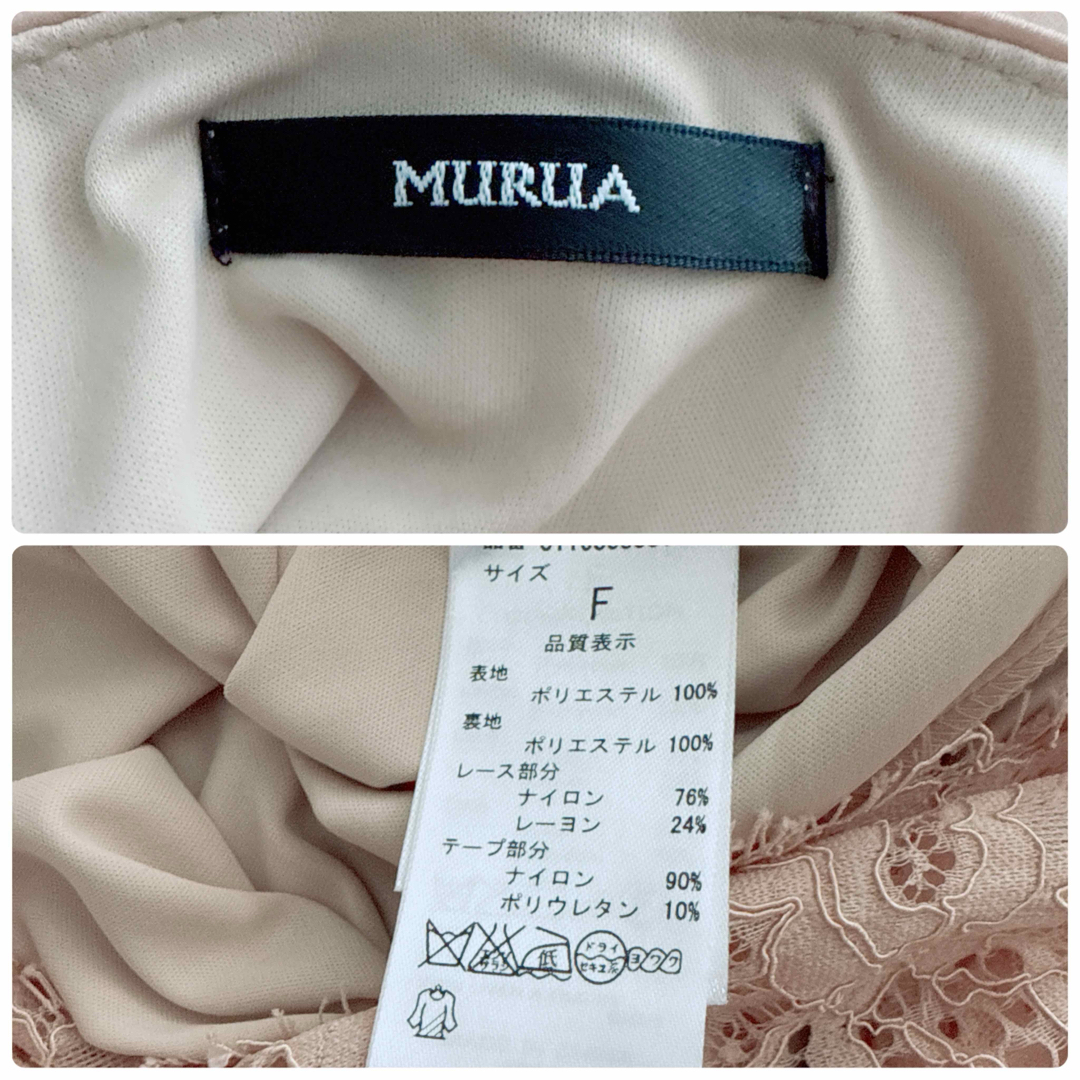 MURUA
サイズ
F
品質表示
表地
ポリエステル 100%
裏地
ポリエステル 100%
レース部分
ナイロン 76%
レーヨン 24%
テープ部分
ナイロン 90%
ポリウレタン 10%
低
ドライ
セキユ系